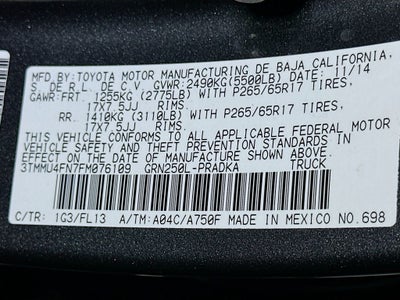 MFD.BY:TOYOTA MOTOR MANUFACTURING DE BAJA CALIFORNIA,
S. DE R.L. DE C.V. GVWR:2490KG(5500LB) DATE: 11/14
GAWR:FRT. 1255KG (2775LB) WITH P265/65R17 TIRES,
17X7.5JJ RIMS.
RR. 1410KG (3110LB) WITH P265/65R17 TIRES,
17X7.5JJ RIMS.
THIS VEHICLE CONFORMS TO ALL APPLICABLE FEDERAL MOTOR
VEHICLE SAFETY STANDARDS IN EFFECT ON THE DATE OF
MANUFACTURE SHOWN ABOVE.
3TMMU4FN7FM076109 GRN250L-PRADKA TRUCK
C/TR: 1G3/FL13 A/TM:A04C/A750F MADE IN MEXICO NO.698